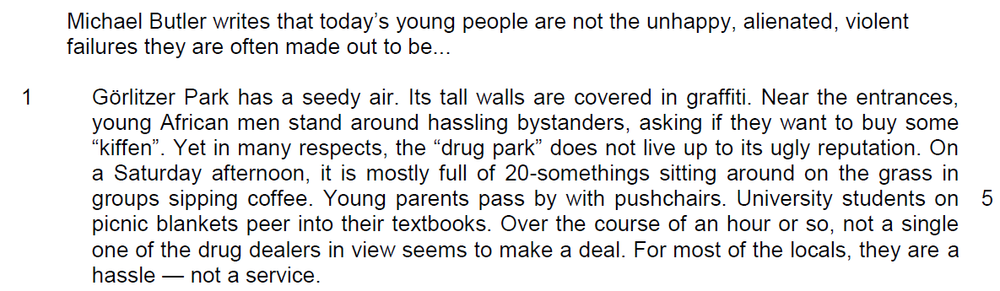 Michael Butler writes that today's young people are not the unhappy, alienated, violent
failures they are often made out to be...
1 Görlitzer Park has a seedy air. Its tall walls are covered in graffiti. Near the entrances,
young African men stand around hassling bystanders, asking if they want to buy some
“kiffen”. Yet in many respects, the “drug park” does not live up to its ugly reputation. On
a Saturday afternoon, it is mostly full of 20-somethings sitting around on the grass in
groups sipping coffee. Young parents pass by with pushchairs. University students on 5
picnic blankets peer into their textbooks. Over the course of an hour or so, not a single
one of the drug dealers in view seems to make a deal. For most of the locals, they are a
hassle — not a service.